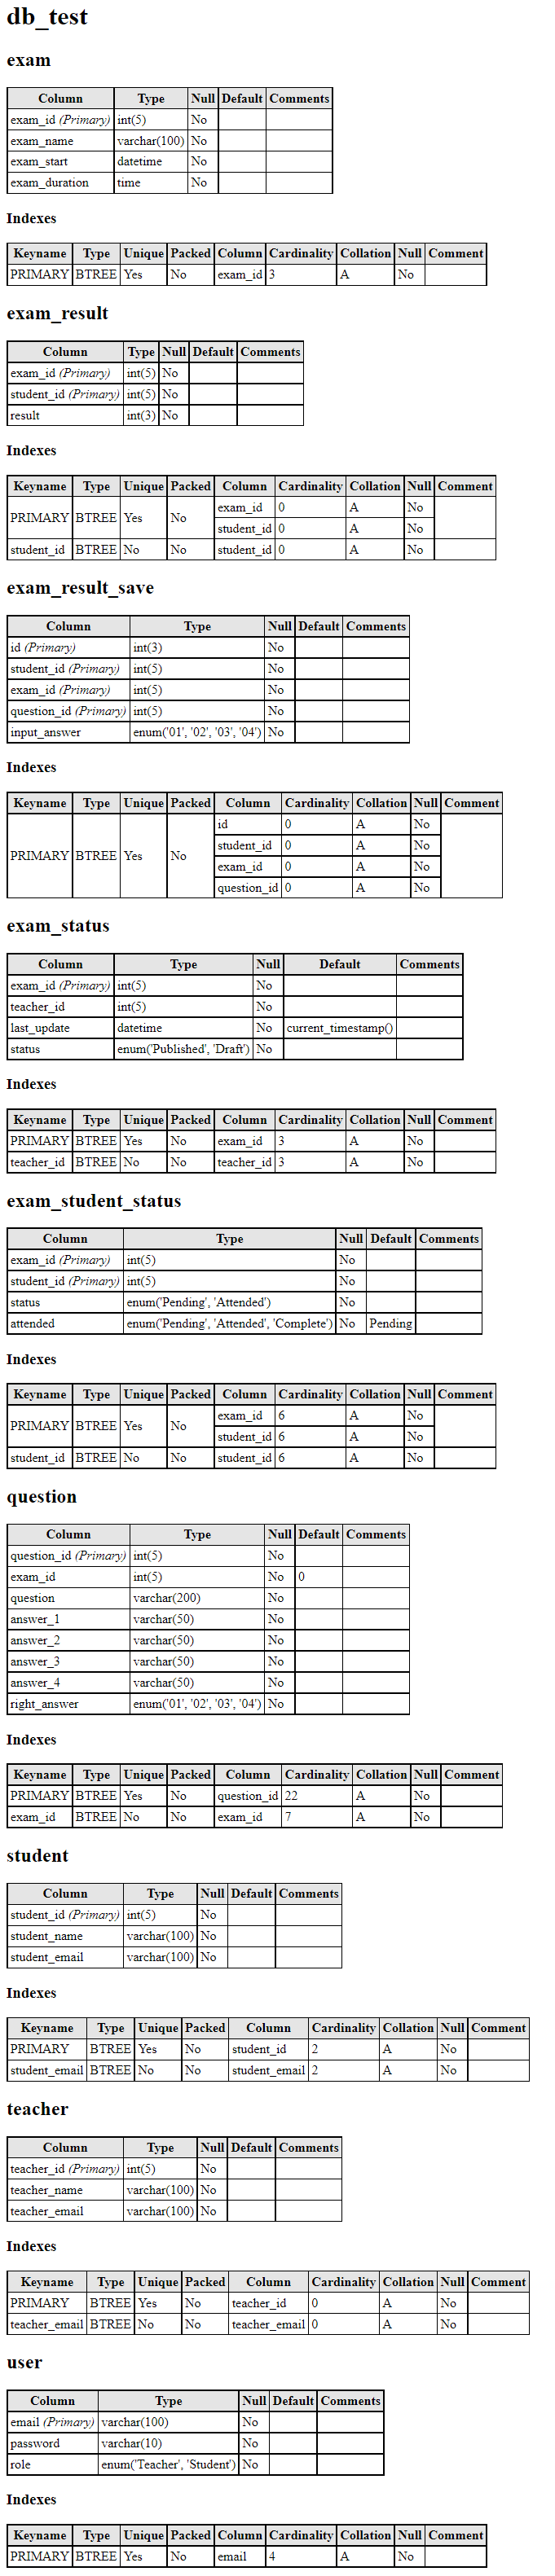 db_test
exam
Column Type Null Default Comments
exam_id (Primary) int(5) No
exam_name varchar(100) No
exam_start datetime No
exam_duration time No
Indexes
Keyname Type Unique Packed Column Cardinality Collation Null Comment
PRIMARY BTREE Yes No exam_id 3 A No
exam_result
Column Type Null Default Comments
exam_id (Primary) int(5) No
student_id (Primary) int(5) No
result int(3) No
Indexes
Keyname Type Unique Packed Column Cardinality Collation Null Comment
PRIMARY BTREE Yes No exam_id 0 A No
student_id 0 A No
student_id BTREE No No student_id 0 A No
exam_result_save
Column Type Null Default Comments
id (Primary) int(3) No
student_id (Primary) int(5) No
exam_id (Primary) int(5) No
question_id (Primary) int(5) No
input_answer enum('01', '02', '03', '04') No
Indexes
Keyname Type Unique Packed Column Cardinality Collation Null Comment
PRIMARY BTREE Yes No id 0 A No
student_id 0 A No
exam_id 0 A No
question_id 0 A No
exam_status
Column Type Null Default Comments
exam_id (Primary) int(5) No
teacher_id int(5) No
last_update datetime No current_timestamp()
status enum('Published', 'Draft') No
Indexes
Keyname Type Unique Packed Column Cardinality Collation Null Comment
PRIMARY BTREE Yes No exam_id 3 A No
teacher_id BTREE No No teacher_id 3 A No
exam_student_status
Column Type Null Default Comments
exam_id (Primary) int(5) No
student_id (Primary) int(5) No
status enum('Pending', 'Attended') No
attended enum('Pending', 'Attended', 'Complete') No Pending
Indexes
Keyname Type Unique Packed Column Cardinality Collation Null Comment
PRIMARY BTREE Yes No exam_id 6 A No
student_id 6 A No
student_id BTREE No No student_id 6 A No
question
Column Type Null Default Comments
question_id (Primary) int(5) No
exam_id int(5) No 0
question varchar(200) No
answer_1 varchar(50) No
answer_2 varchar(50) No
answer_3 varchar(50) No
answer_4 varchar(50) No
right_answer enum('01', '02', '03', '04') No
Indexes
Keyname Type Unique Packed Column Cardinality Collation Null Comment
PRIMARY BTREE Yes No question_id 22 A No
exam_id BTREE No No exam_id 7 A No
student
Column Type Null Default Comments
student_id (Primary) int(5) No
student_name varchar(100) No
student_email varchar(100) No
Indexes
Keyname Type Unique Packed Column Cardinality Collation Null Comment
PRIMARY BTREE Yes No student_id 2 A No
student_email BTREE No No student_email 2 A No
teacher
Column Type Null Default Comments
teacher_id (Primary) int(5) No
teacher_name varchar(100) No
teacher_email varchar(100) No
Indexes
Keyname Type Unique Packed Column Cardinality Collation Null Comment
PRIMARY BTREE Yes No teacher_id 0 A No
teacher_email BTREE No No teacher_email 0 A No
user
Column Type Null Default Comments
email (Primary) varchar(100) No
password varchar(10) No
role enum('Teacher', 'Student') No
Indexes
Keyname Type Unique Packed Column Cardinality Collation Null Comment
PRIMARY BTREE Yes No email 4 A No